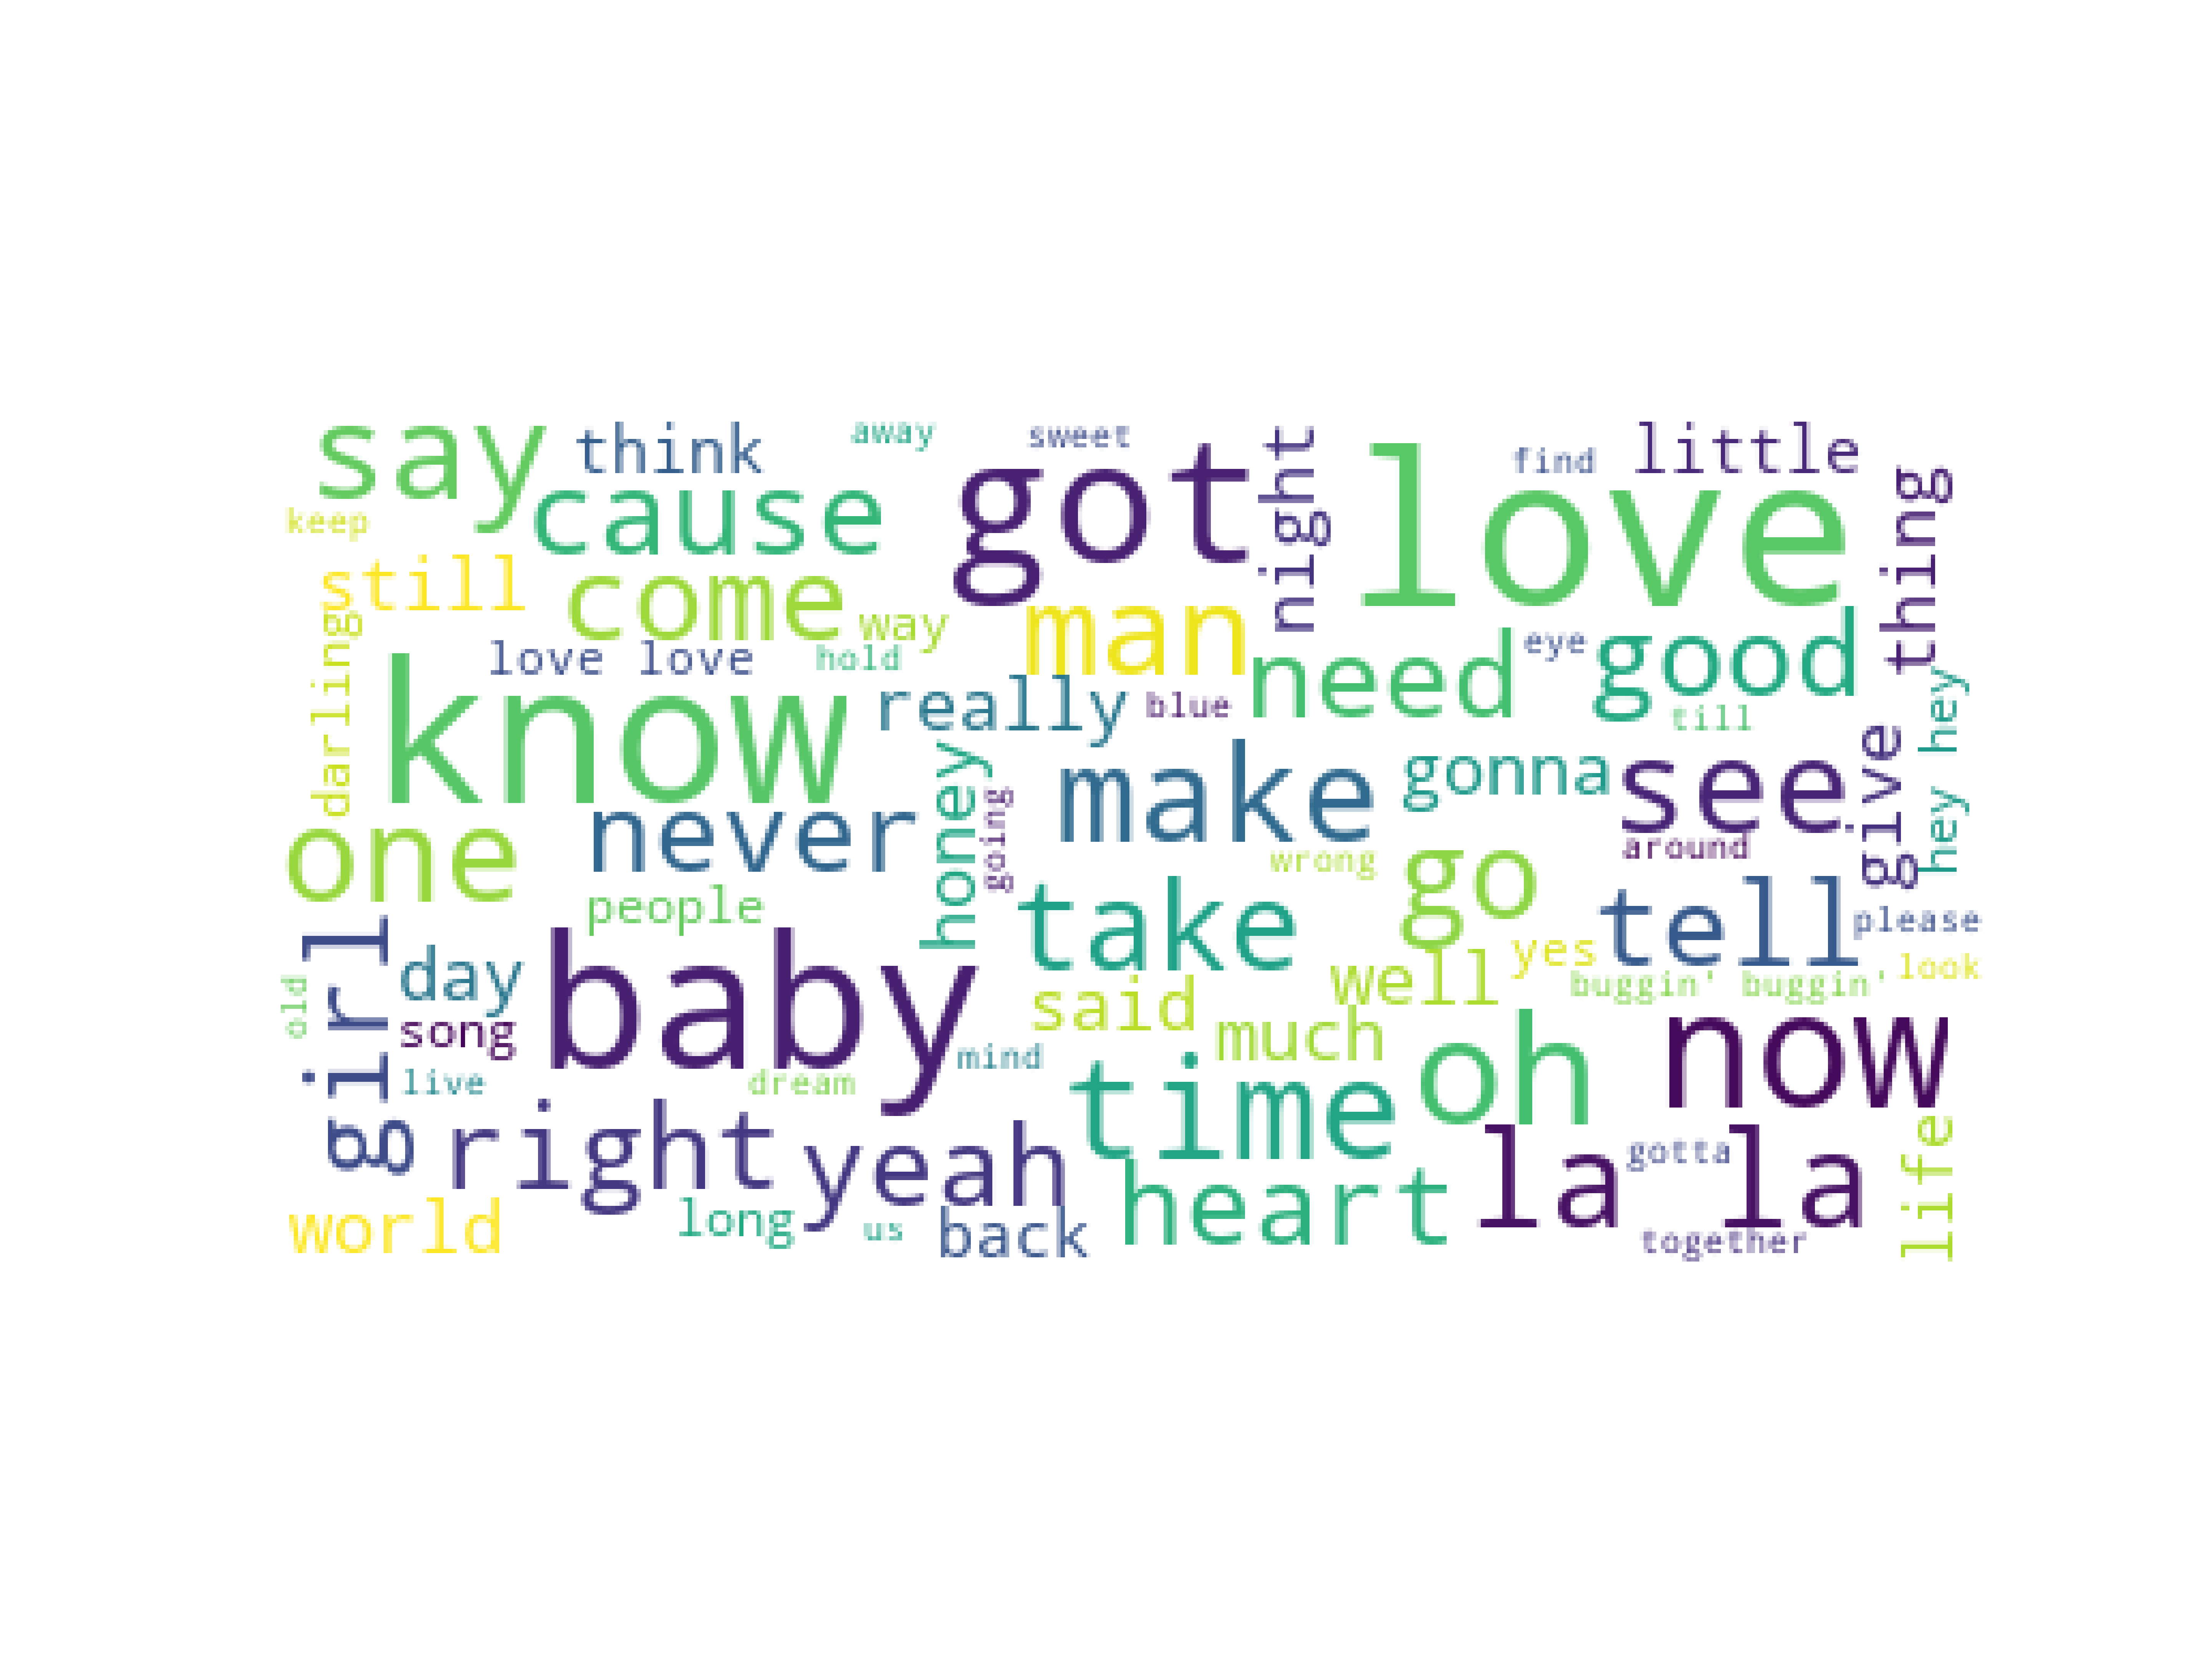 say
think
away
sweet
night
love
find
little
thing
keep
cause
got
still
come
way
man
need
eye
good
darling
love love
hold
know
really
blue
till
hey hey
honey
make
gonna
see
give
one
never
going
wrong
around
people
take
go
tell
please
girl
day
baby
said
well
yes
buggin' buggin'
look
old
song
mind
much
oh
now
live
dream
time
right
yeah
heart
la la
gotta
life
world
long
us
back
together